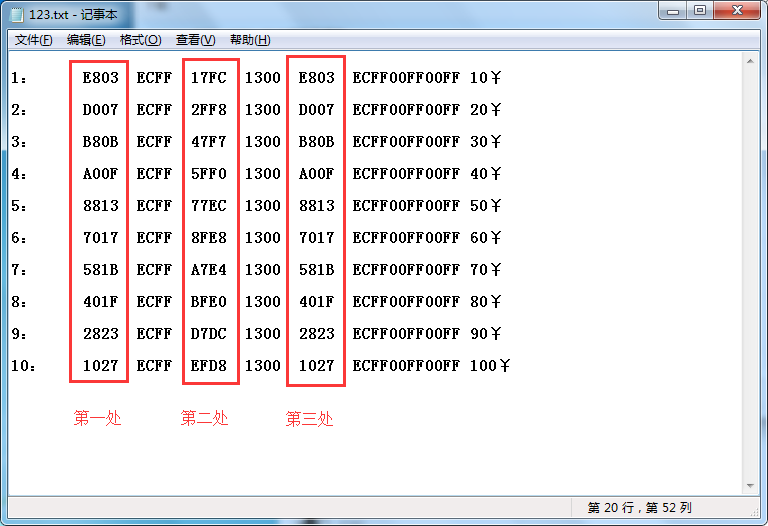 123.txt - 记事本
文件(F) 编辑(E) 格式(O) 查看(V) 帮助(H)
1: E803 ECFF 17FC 1300 E803 ECFF00FF00FF 10￥
2: D007 ECFF 2FF8 1300 D007 ECFF00FF00FF 20￥
3: B80B ECFF 47F7 1300 B80B ECFF00FF00FF 30￥
4: A00F ECFF 5FF0 1300 A00F ECFF00FF00FF 40￥
5: 8813 ECFF 77EC 1300 8813 ECFF00FF00FF 50￥
6: 7017 ECFF 8FE8 1300 7017 ECFF00FF00FF 60￥
7: 581B ECFF A7E4 1300 581B ECFF00FF00FF 70￥
8: 401F ECFF BFE0 1300 401F ECFF00FF00FF 80￥
9: 2823 ECFF D7DC 1300 2823 ECFF00FF00FF 90￥
10: 1027 ECFF EFD8 1300 1027 ECFF00FF00FF 100￥
第一处 第二处 第三处
第 20 行，第 52 列